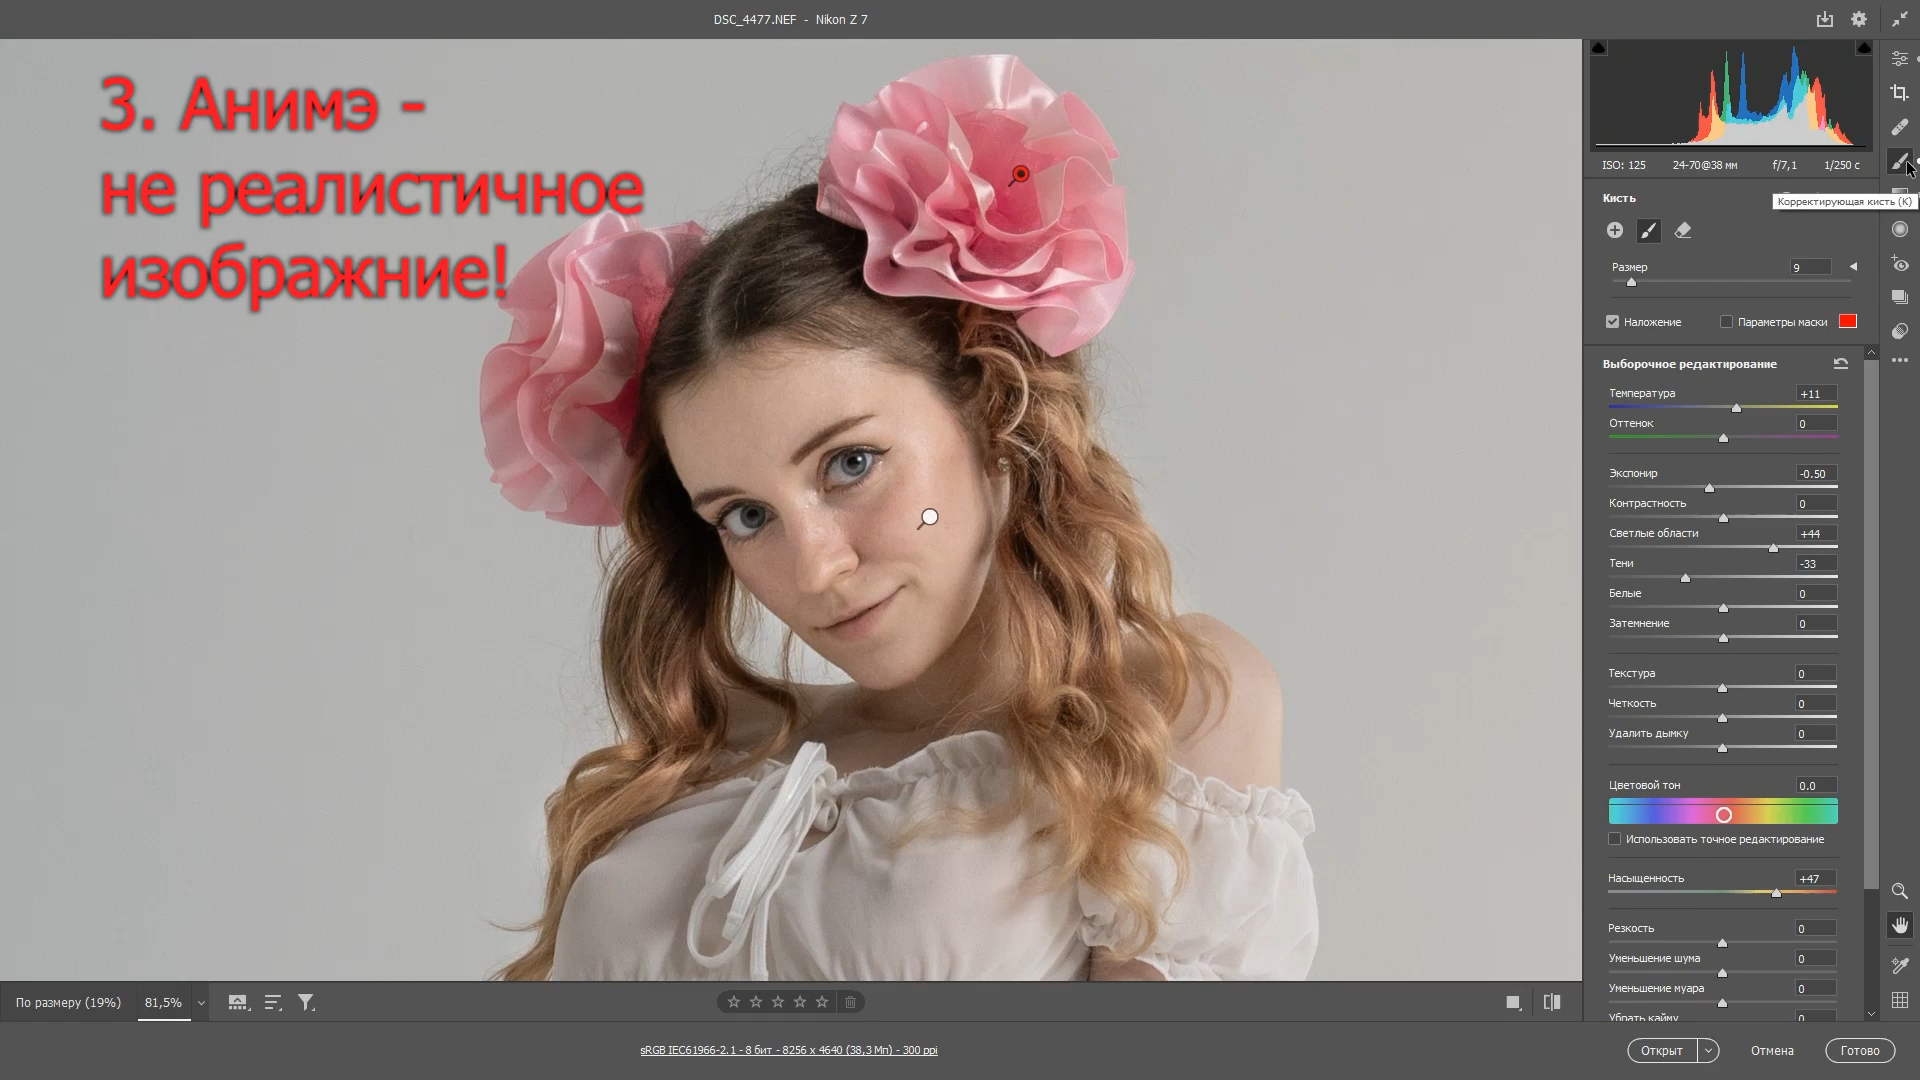 DSC_4477.NEF - Nikon Z 7
3. Анимэ -
не реалистичное
изображние!
ISO: 125 24-70@38 мм f/7,1 1/250 с
Кисть
Корректирующая кисть (K)
Размер 9
Наложение Параметры маски
Выборочное редактирование
Температура +11
Оттенок 0
Экспонир -0.50
Контрастность 0
Светлые области +44
Тени -33
Белые 0
Затемнение 0
Текстура 0
Четкость 0
Удалить дымку 0
Цветовой тон 0.0
Использовать точное редактирование
Насыщенность +47
Резкость 0
Уменьшение шума 0
Уменьшение муара 0
Убрать кайму 0
По размеру (19%) 81,5%
sRGB IEC61966-2.1 - 8 бит - 8256 x 4640 (38,3 Мп) - 300 ppi
Открыт Отмена Готово